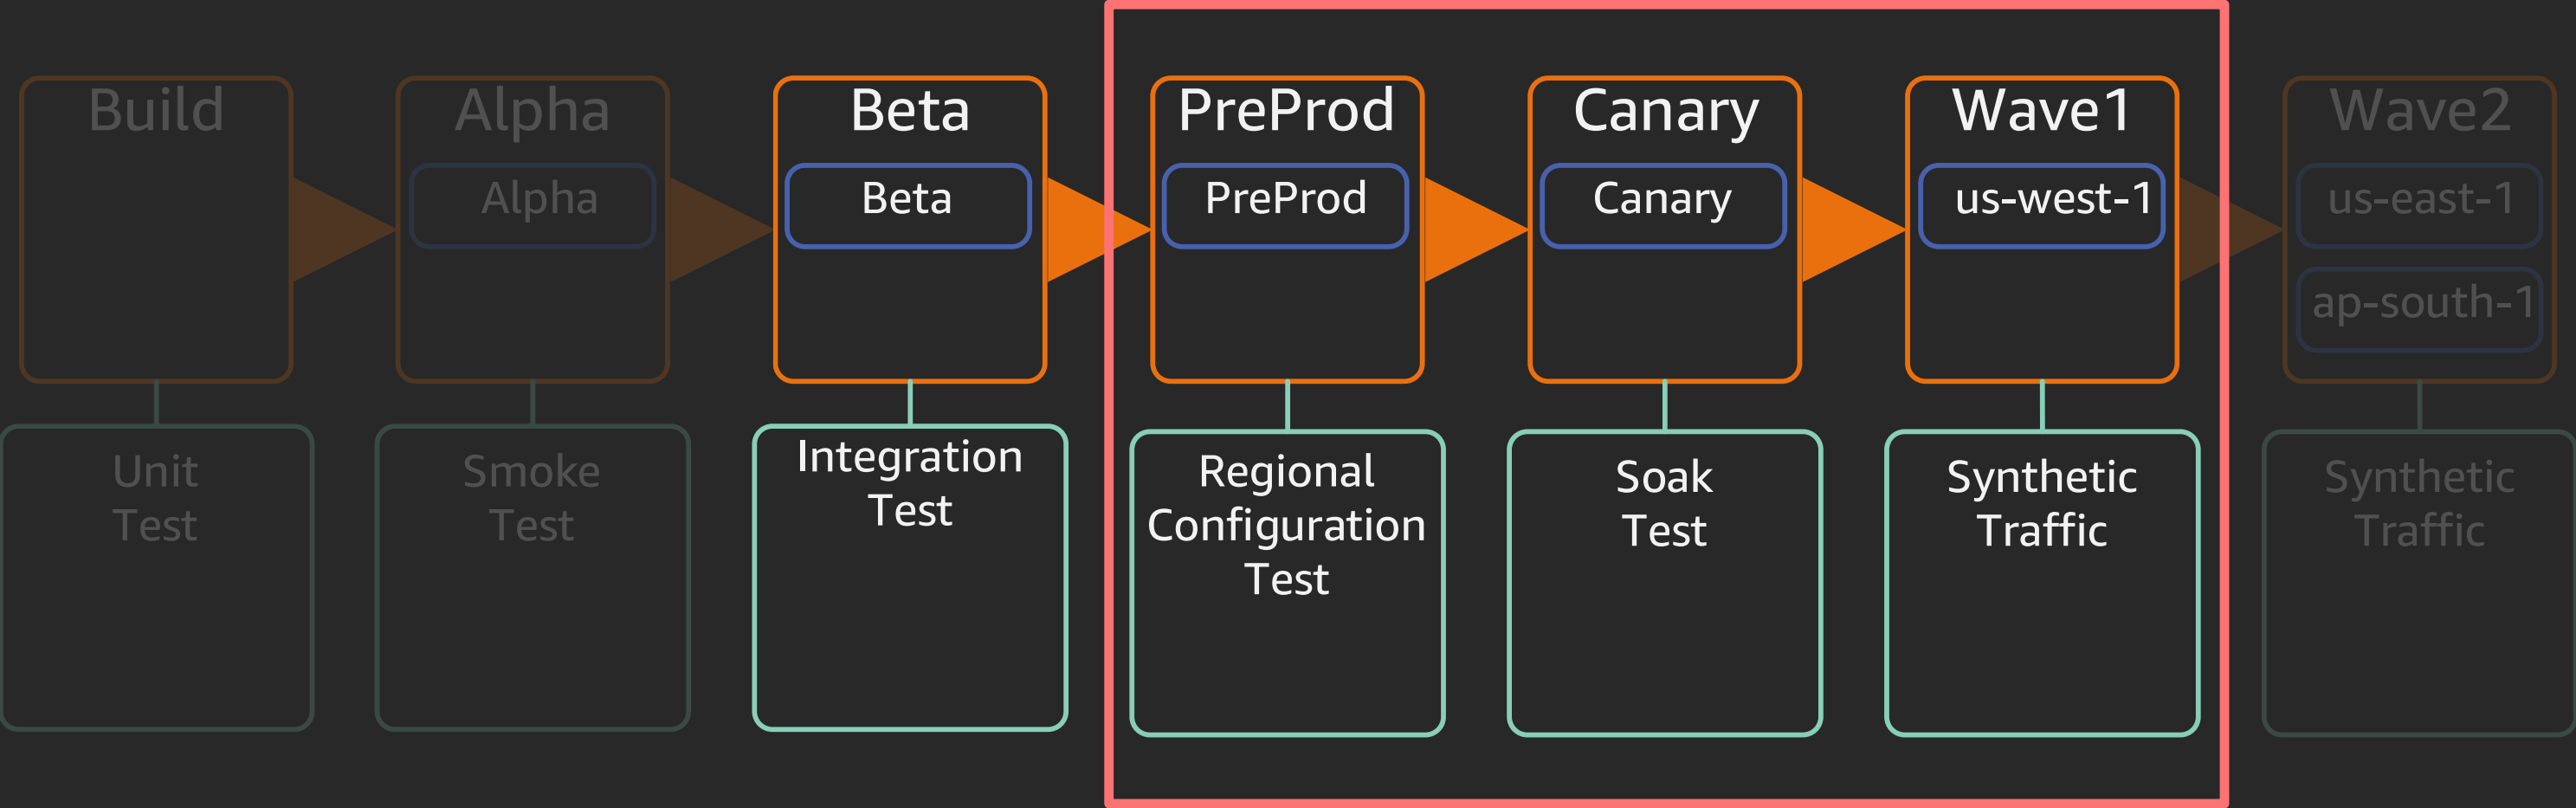 Build
Alpha
Beta
PreProd
Canary
Wave1
Wave2
Alpha
Beta
PreProd
Canary
us-west-1
us-east-1
ap-south-1
Unit
Test
Smoke
Test
Integration
Test
Regional
Configuration
Test
Soak
Test
Synthetic
Traffic
Synthetic
Traffic